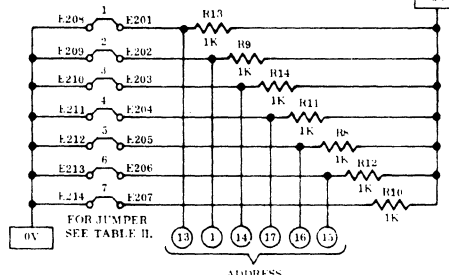 1
E208 E201 R13
1K
2
E209 E202 R9
1K
3
E210 E203 R14
1K
4
E211 E204 R11
1K
5
E212 E205 R8
1K
6
E213 E206 R12
1K
7
E214 E207 R10
1K
FOR JUMPER
SEE TABLE II.
0V
13 1 14 17 16 15
ADDRESS